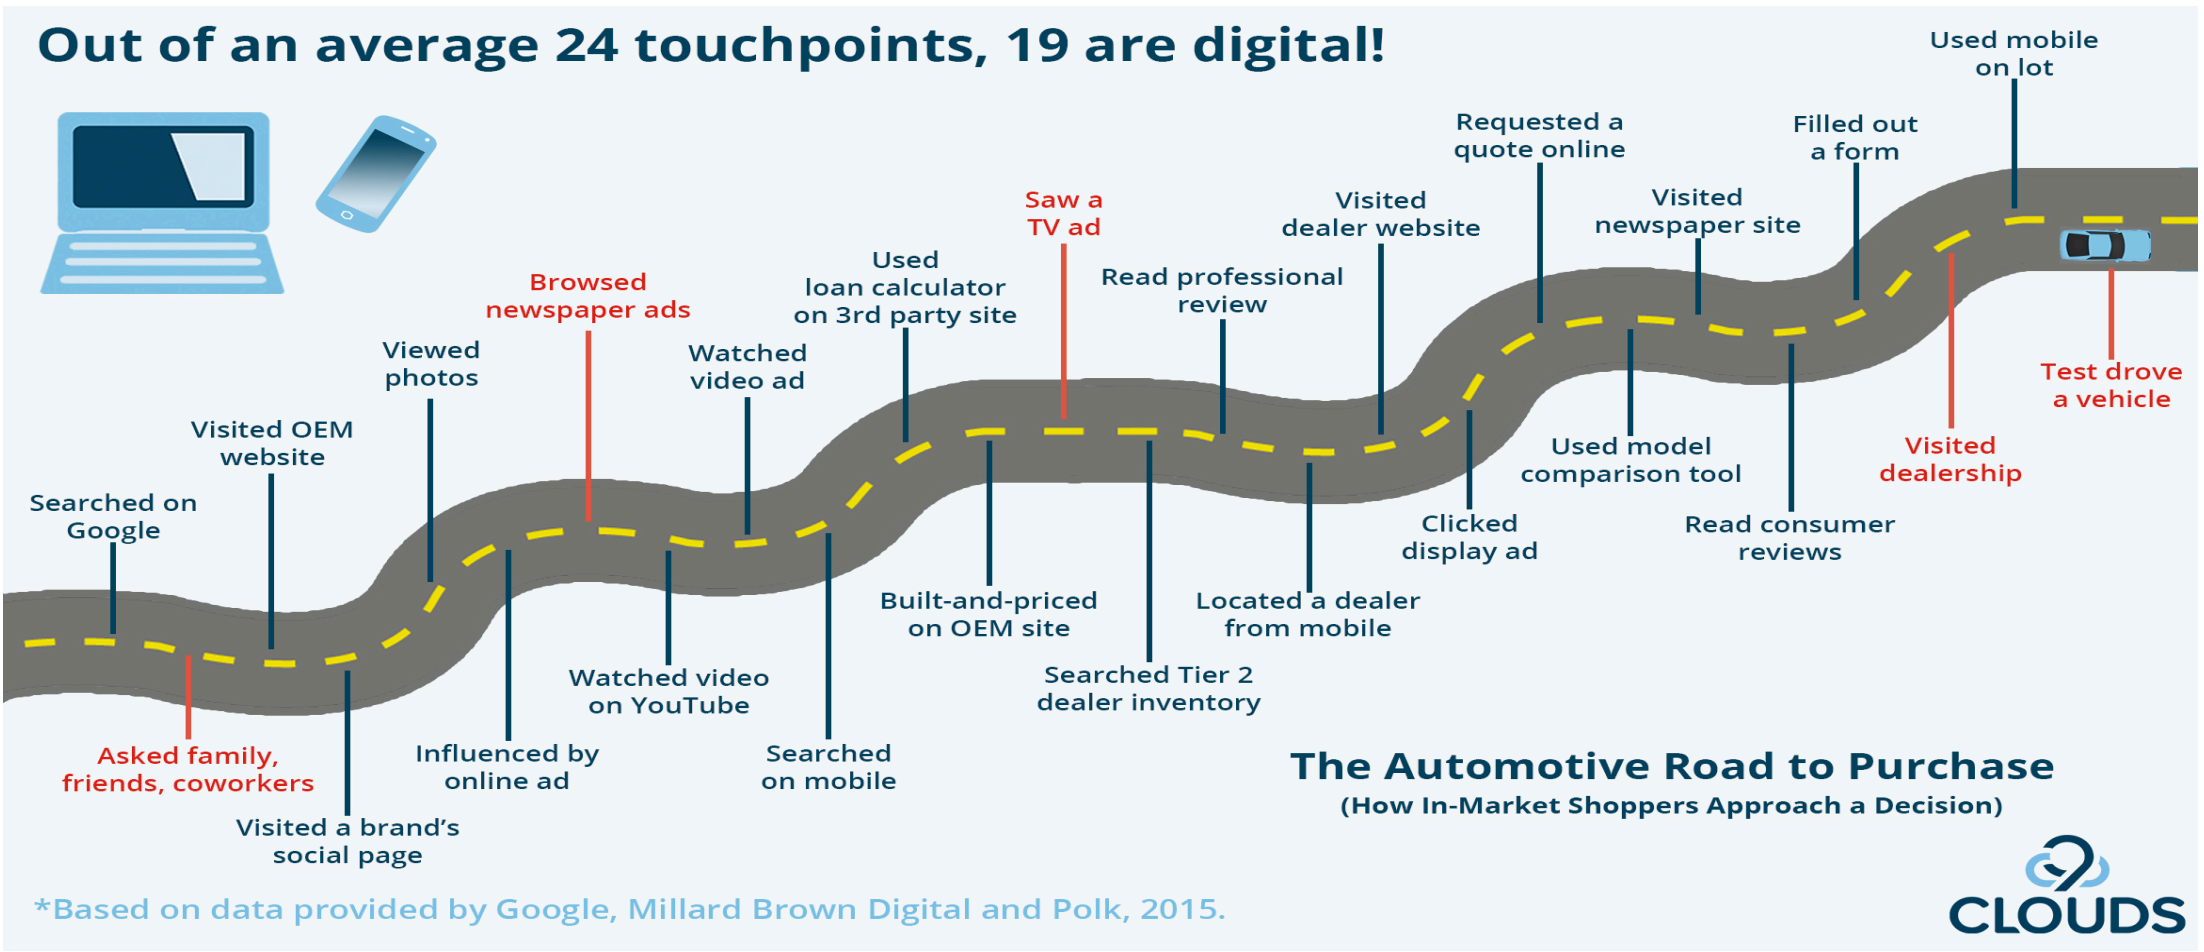 Out of an average 24 touchpoints, 19 are digital!
Searched on
Google
Asked family,
friends, coworkers
Visited OEM
website
Visited a brand’s
social page
Viewed
photos
Influenced by
online ad
Browsed
newspaper ads
Watched video
on YouTube
Watched
video ad
Searched
on mobile
Used
loan calculator
on 3rd party site
Built-and-priced
on OEM site
Saw a
TV ad
Searched Tier 2
dealer inventory
Read professional
review
Located a dealer
from mobile
Visited
dealer website
Clicked
display ad
Requested a
quote online
Used model
comparison tool
Visited
newspaper site
Read consumer
reviews
Filled out
a form
Visited
dealership
Used mobile
on lot
Test drove
a vehicle
The Automotive Road to Purchase
(How In-Market Shoppers Approach a Decision)
*Based on data provided by Google, Millard Brown Digital and Polk, 2015.
9
CLOUDS